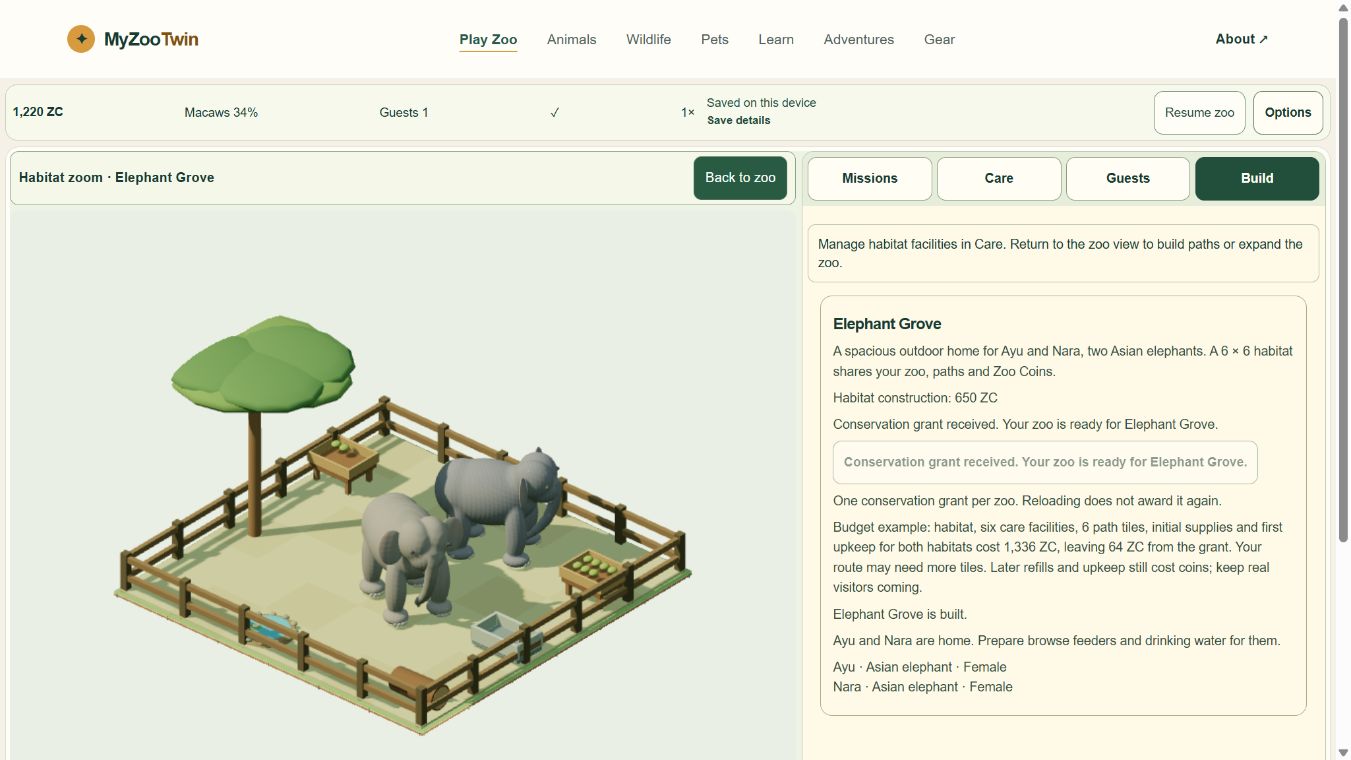 MyZooTwin
Play Zoo
Animals
Wildlife
Pets
Learn
Adventures
Gear
About ↗
1,220 ZC
Macaws 34%
Guests 1
✓
1×
Saved on this device
Save details
Resume zoo
Options
Habitat zoom · Elephant Grove
Back to zoo
Missions
Care
Guests
Build
Manage habitat facilities in Care. Return to the zoo view to build paths or expand the
zoo.
Elephant Grove
A spacious outdoor home for Ayu and Nara, two Asian elephants. A 6 × 6 habitat
shares your zoo, paths and Zoo Coins.
Habitat construction: 650 ZC
Conservation grant received. Your zoo is ready for Elephant Grove.
Conservation grant received. Your zoo is ready for Elephant Grove.
One conservation grant per zoo. Reloading does not award it again.
Budget example: habitat, six care facilities, 6 path tiles, initial supplies and first
upkeep for both habitats cost 1,336 ZC, leaving 64 ZC from the grant. Your
route may need more tiles. Later refills and upkeep still cost coins; keep real
visitors coming.
Elephant Grove is built.
Ayu and Nara are home. Prepare browse feeders and drinking water for them.
Ayu · Asian elephant · Female
Nara · Asian elephant · Female